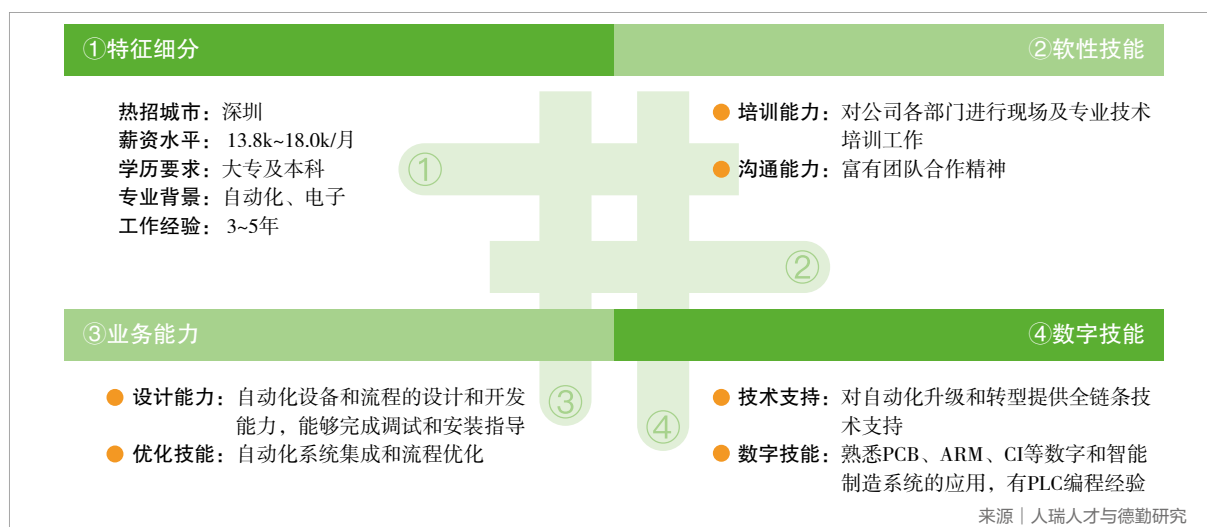 ①特征细分
②软性技能
热招城市：深圳
薪资水平：13.8k~18.0k/月
学历要求：大专及本科
专业背景：自动化、电子
工作经验：3~5年
培训能力：对公司各部门进行现场及专业技术
培训工作
沟通能力：富有团队合作精神
①
②
③业务能力
④数字技能
设计能力：自动化设备和流程的设计和开发
能力，能够完成调试和安装指导
优化技能：自动化系统集成和流程优化
③
④
技术支持：对自动化升级和转型提供全链条技
术支持
数字技能：熟悉PCB、ARM、CI等数字和智能
制造系统的应用，有PLC编程经验
来源｜人瑞人才与德勤研究